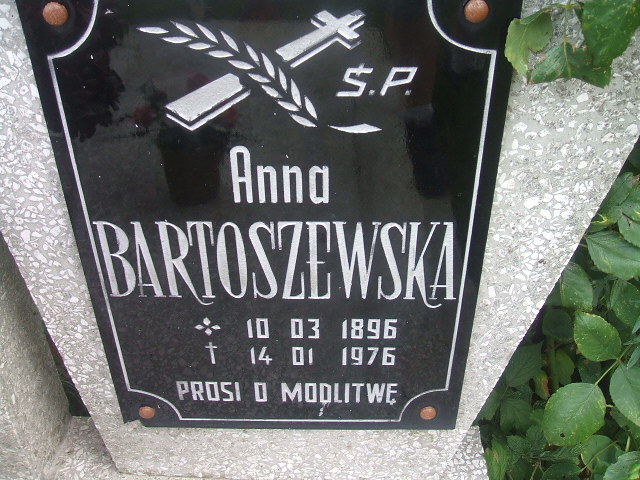 Ś.P.
Anna
BARTOSZEWSKA
10 03 1896
† 14 01 1976
PROSI O MODLITWĘ